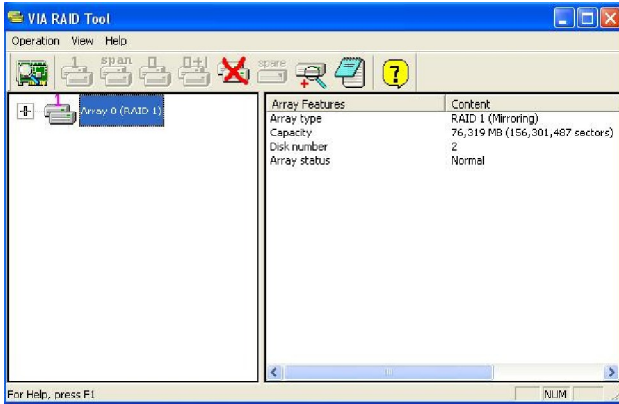 VIA RAID Tool
Operation View Help
1 span 0 0+1 spare ?
Array 0 (RAID 1)
Array Features Content
Array type RAID 1 (Mirroring)
Capacity 76,319 MB (156,301,487 sectors)
Disk number 2
Array status Normal
For Help, press F1 NUM